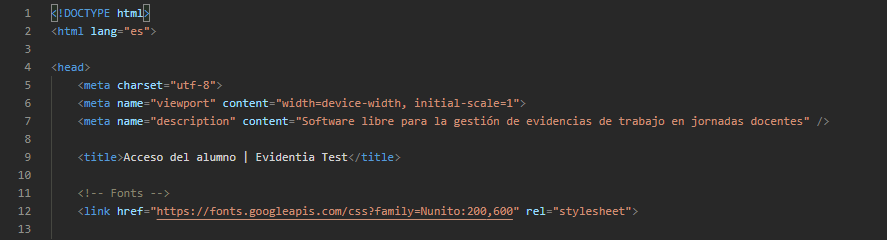 1 <!DOCTYPE html>
2 <html lang="es">
3
4 <head>
5 <meta charset="utf-8">
6 <meta name="viewport" content="width=device-width, initial-scale=1">
7 <meta name="description" content="Software libre para la gestión de evidencias de trabajo en jornadas docentes" />
8
9 <title>Acceso del alumno | Evidentia Test</title>
10
11 <!-- Fonts -->
12 <link href="https://fonts.googleapis.com/css?family=Nunito:200,600" rel="stylesheet">
13